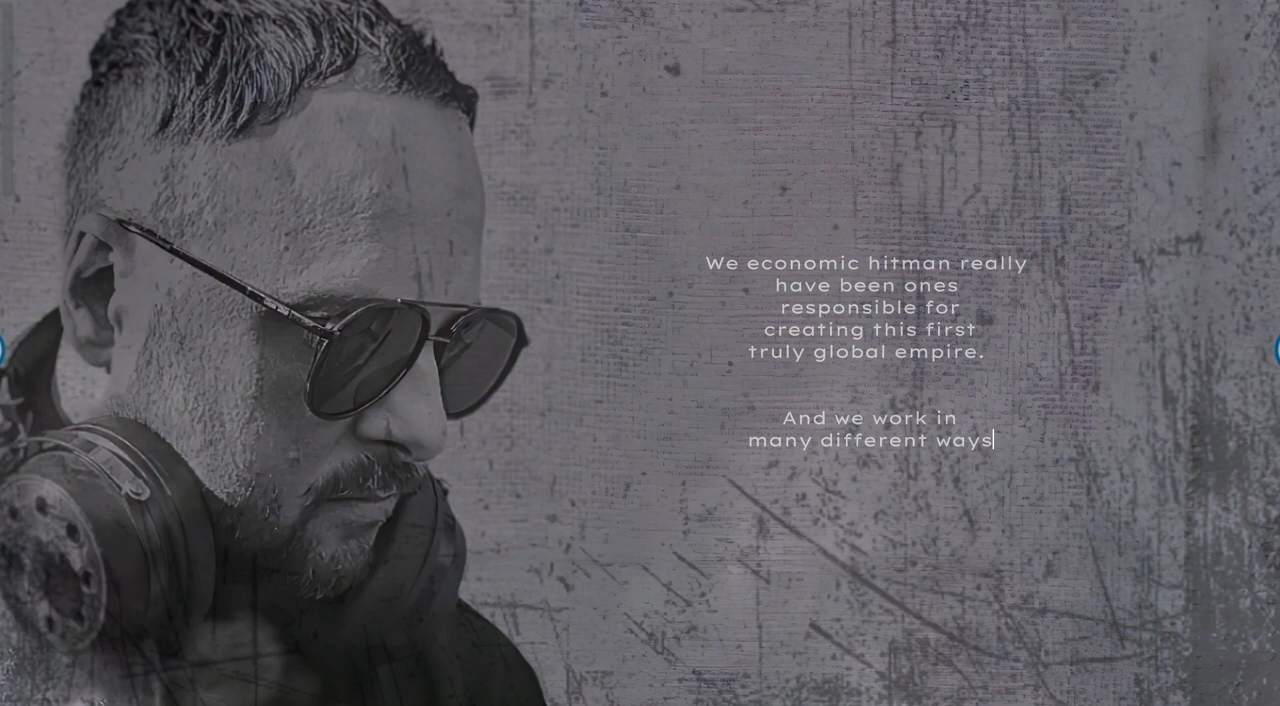 We economic hitman really
have been ones
responsible for
creating this first
truly global empire.
And we work in
many different ways